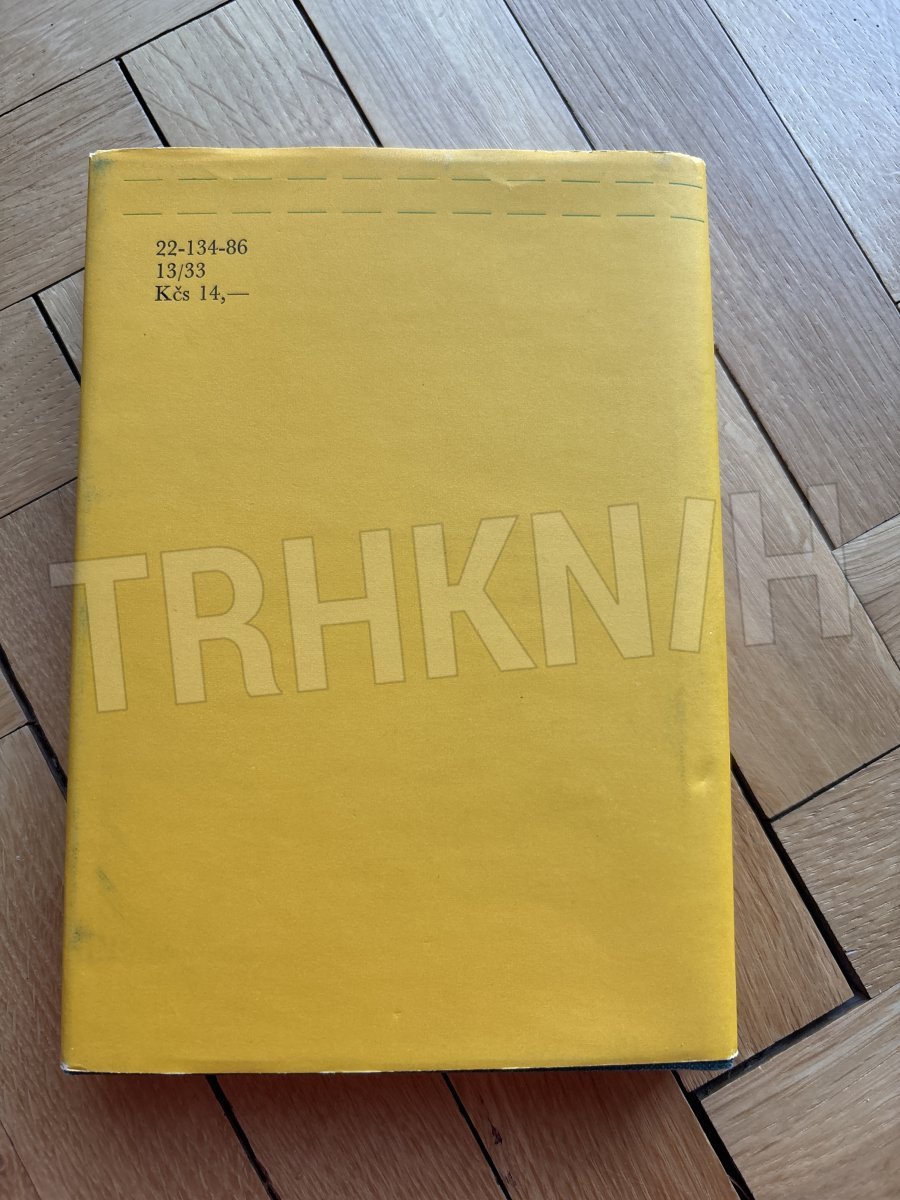 22-134-86
13/33
Kčs 14,—
TRHKNIH